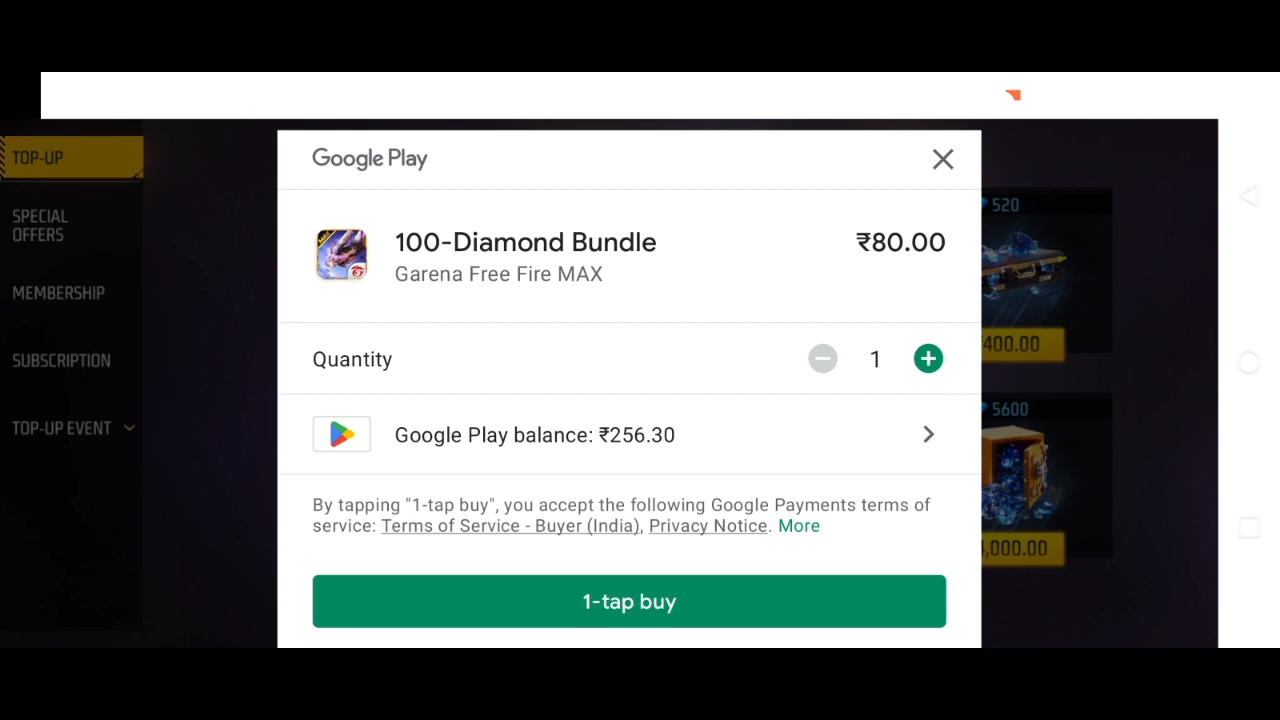 TOP-UP
SPECIAL
OFFERS
MEMBERSHIP
SUBSCRIPTION
TOP-UP EVENT
Google Play
100-Diamond Bundle
₹80.00
Garena Free Fire MAX
Quantity
1
Google Play balance: ₹256.30
By tapping "1-tap buy", you accept the following Google Payments terms of
service: Terms of Service - Buyer (India), Privacy Notice. More
1-tap buy
520
₹400.00
5600
,000.00